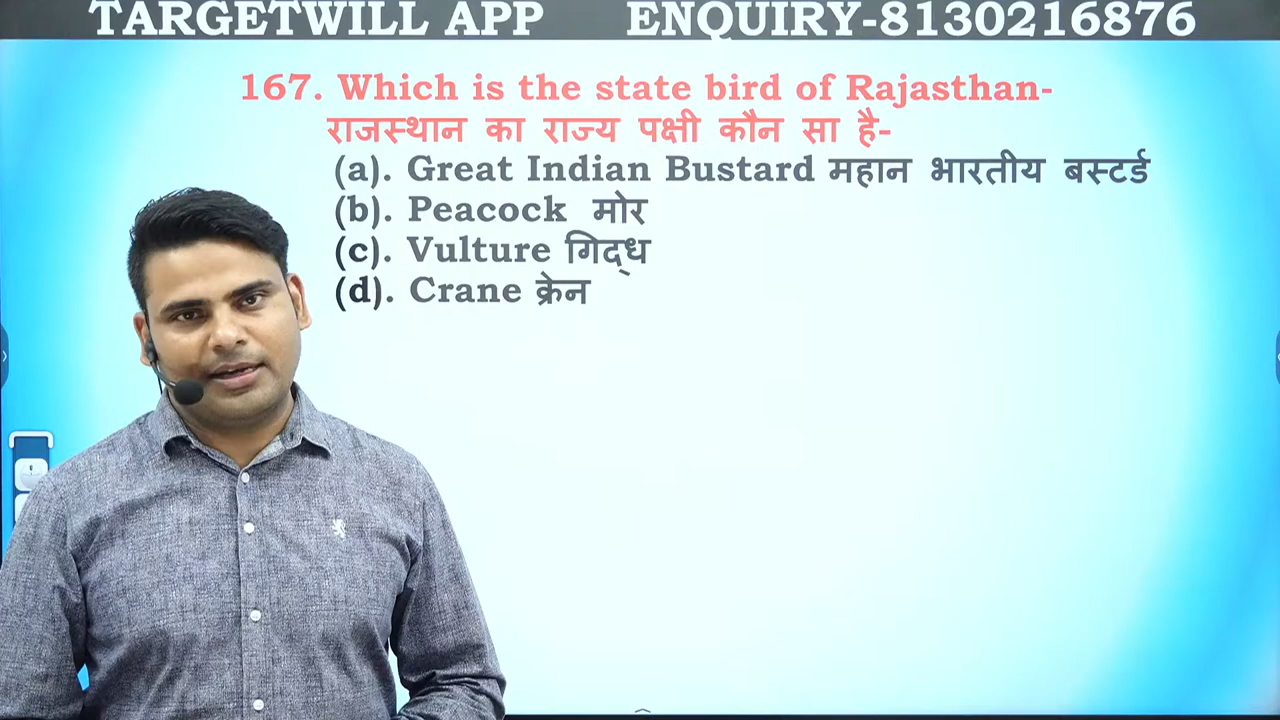 TARGETWILL APP ENQUIRY-8130216876
167. Which is the state bird of Rajasthan-
राजस्थान का राज्य पक्षी कौन सा है-
(a). Great Indian Bustard महान भारतीय बस्टर्ड
(b). Peacock मोर
(c). Vulture गिद्ध
(d). Crane क्रेन